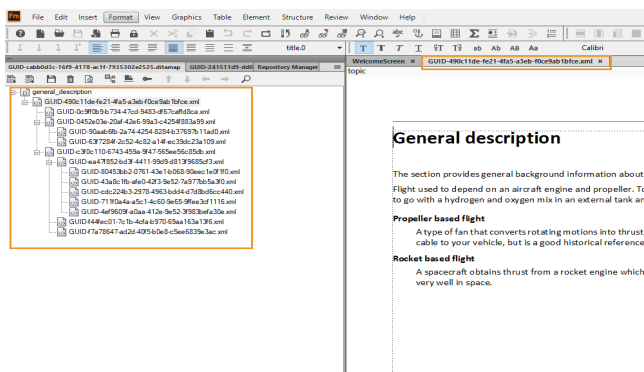 Fm File Edit Insert Format View Graphics Table Element Structure Review Window Help
title.0 T T T T ab Ab AB Aa Calibri
GUID-cabb0d3c-16f9-4178-ac1f-7935302e2525.ditamap GUID-241511d9-dd0 Repository Manager
WelcomeScreen × GUID-490c11de-fe21-4fa5-a3eb-f0ce9ab1bfce.xml ×
topic
general_description
GUID-490c11de-fe21-4fa5-a3eb-f0ce9ab1bfce.xml
GUID-0c9ff0b9-b734-47cd-9483-df67caffd8ca.xml
GUID-0452e03e-20af-42e6-99a3-c4254f883a99.xml
GUID-90aab6fb-2a74-4254-8284-b37697b11ad0.xml
GUID-63f7284f-2c52-4c82-a14f-ec39dc23a109.xml
GUID-c3f0c110-6743-459a-9f47-565ee56c85db.xml
GUID-ea47f852-bd3f-4411-99d9-d813f9685cf3.xml
GUID-80453bb2-0761-43e1-b068-90eec1e0f1f0.xml
GUID-43a8c1fb-afe0-42f3-9e52-7a977bb5a3f0.xml
GUID-cdc224b3-2978-4963-bdd4-d7d8bd6cc440.xml
GUID-711f0a4a-a5c1-4c60-9e65-9ffee3cf1116.xml
GUID-4ef9609f-a0aa-412e-9e52-3f983befa30e.xml
GUID-f44fec01-7c1b-4cfa-b970-69aa163a13f6.xml
GUID-f7a78647-ad2d-40f5-b0e8-c5ee6839e3ac.xml
General description
The section provides general background information about
Flight used to depend on an aircraft engine and propeller. To
to go with a hydrogen and oxygen mix in an external tank an
Propeller based flight
A type of fan that converts rotating motions into thrust
cable to your vehicle, but is a good historical reference
Rocket based flight
A spacecraft obtains thrust from a rocket engine which
very well in space.